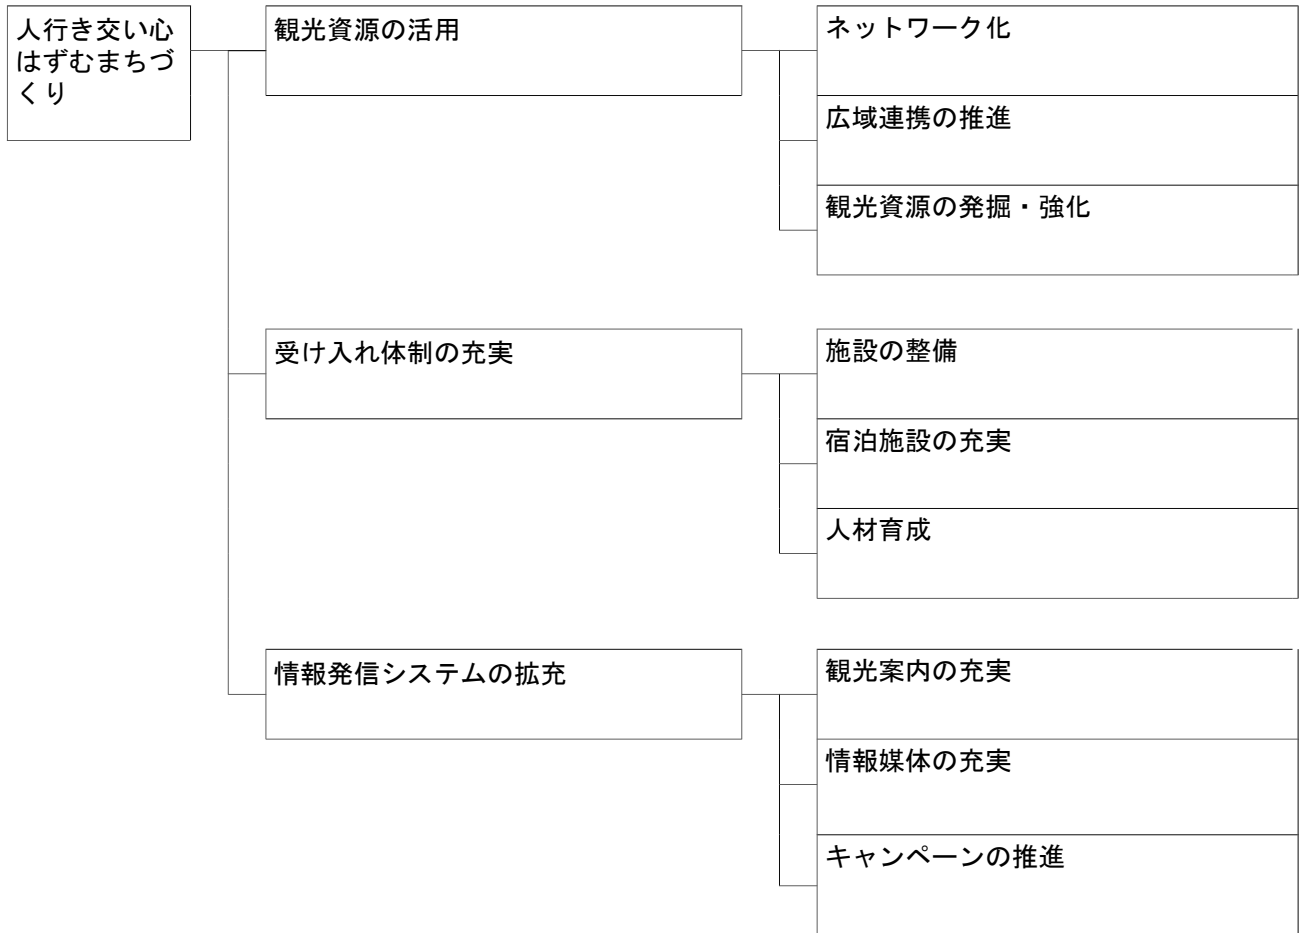 人行き交い心
はずむまちづ
くり
観光資源の活用
ネットワーク化
広域連携の推進
観光資源の発掘・強化
受け入れ体制の充実
施設の整備
宿泊施設の充実
人材育成
情報発信システムの拡充
観光案内の充実
情報媒体の充実
キャンペーンの推進